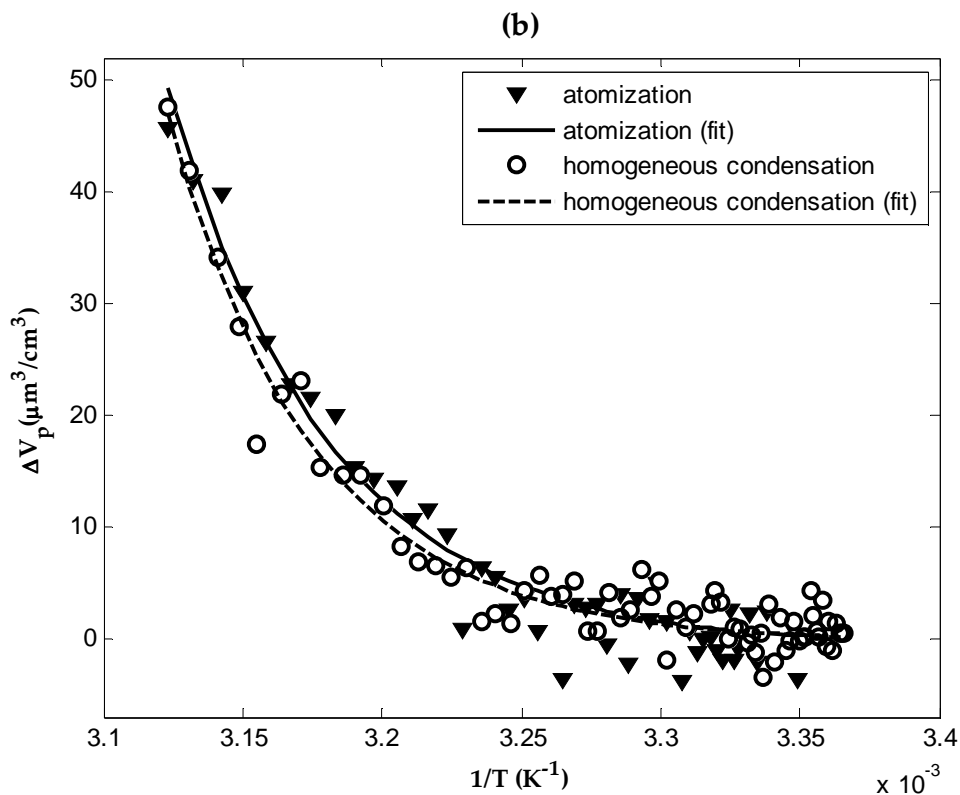 (b)
atomization
atomization (fit)
homogeneous condensation
homogeneous condensation (fit)
50
40
30
20
10
0
ΔVp(μm³/cm³)
3.1
3.15
3.2
3.25
3.3
3.35
3.4
1/T (K⁻¹)
x 10⁻³